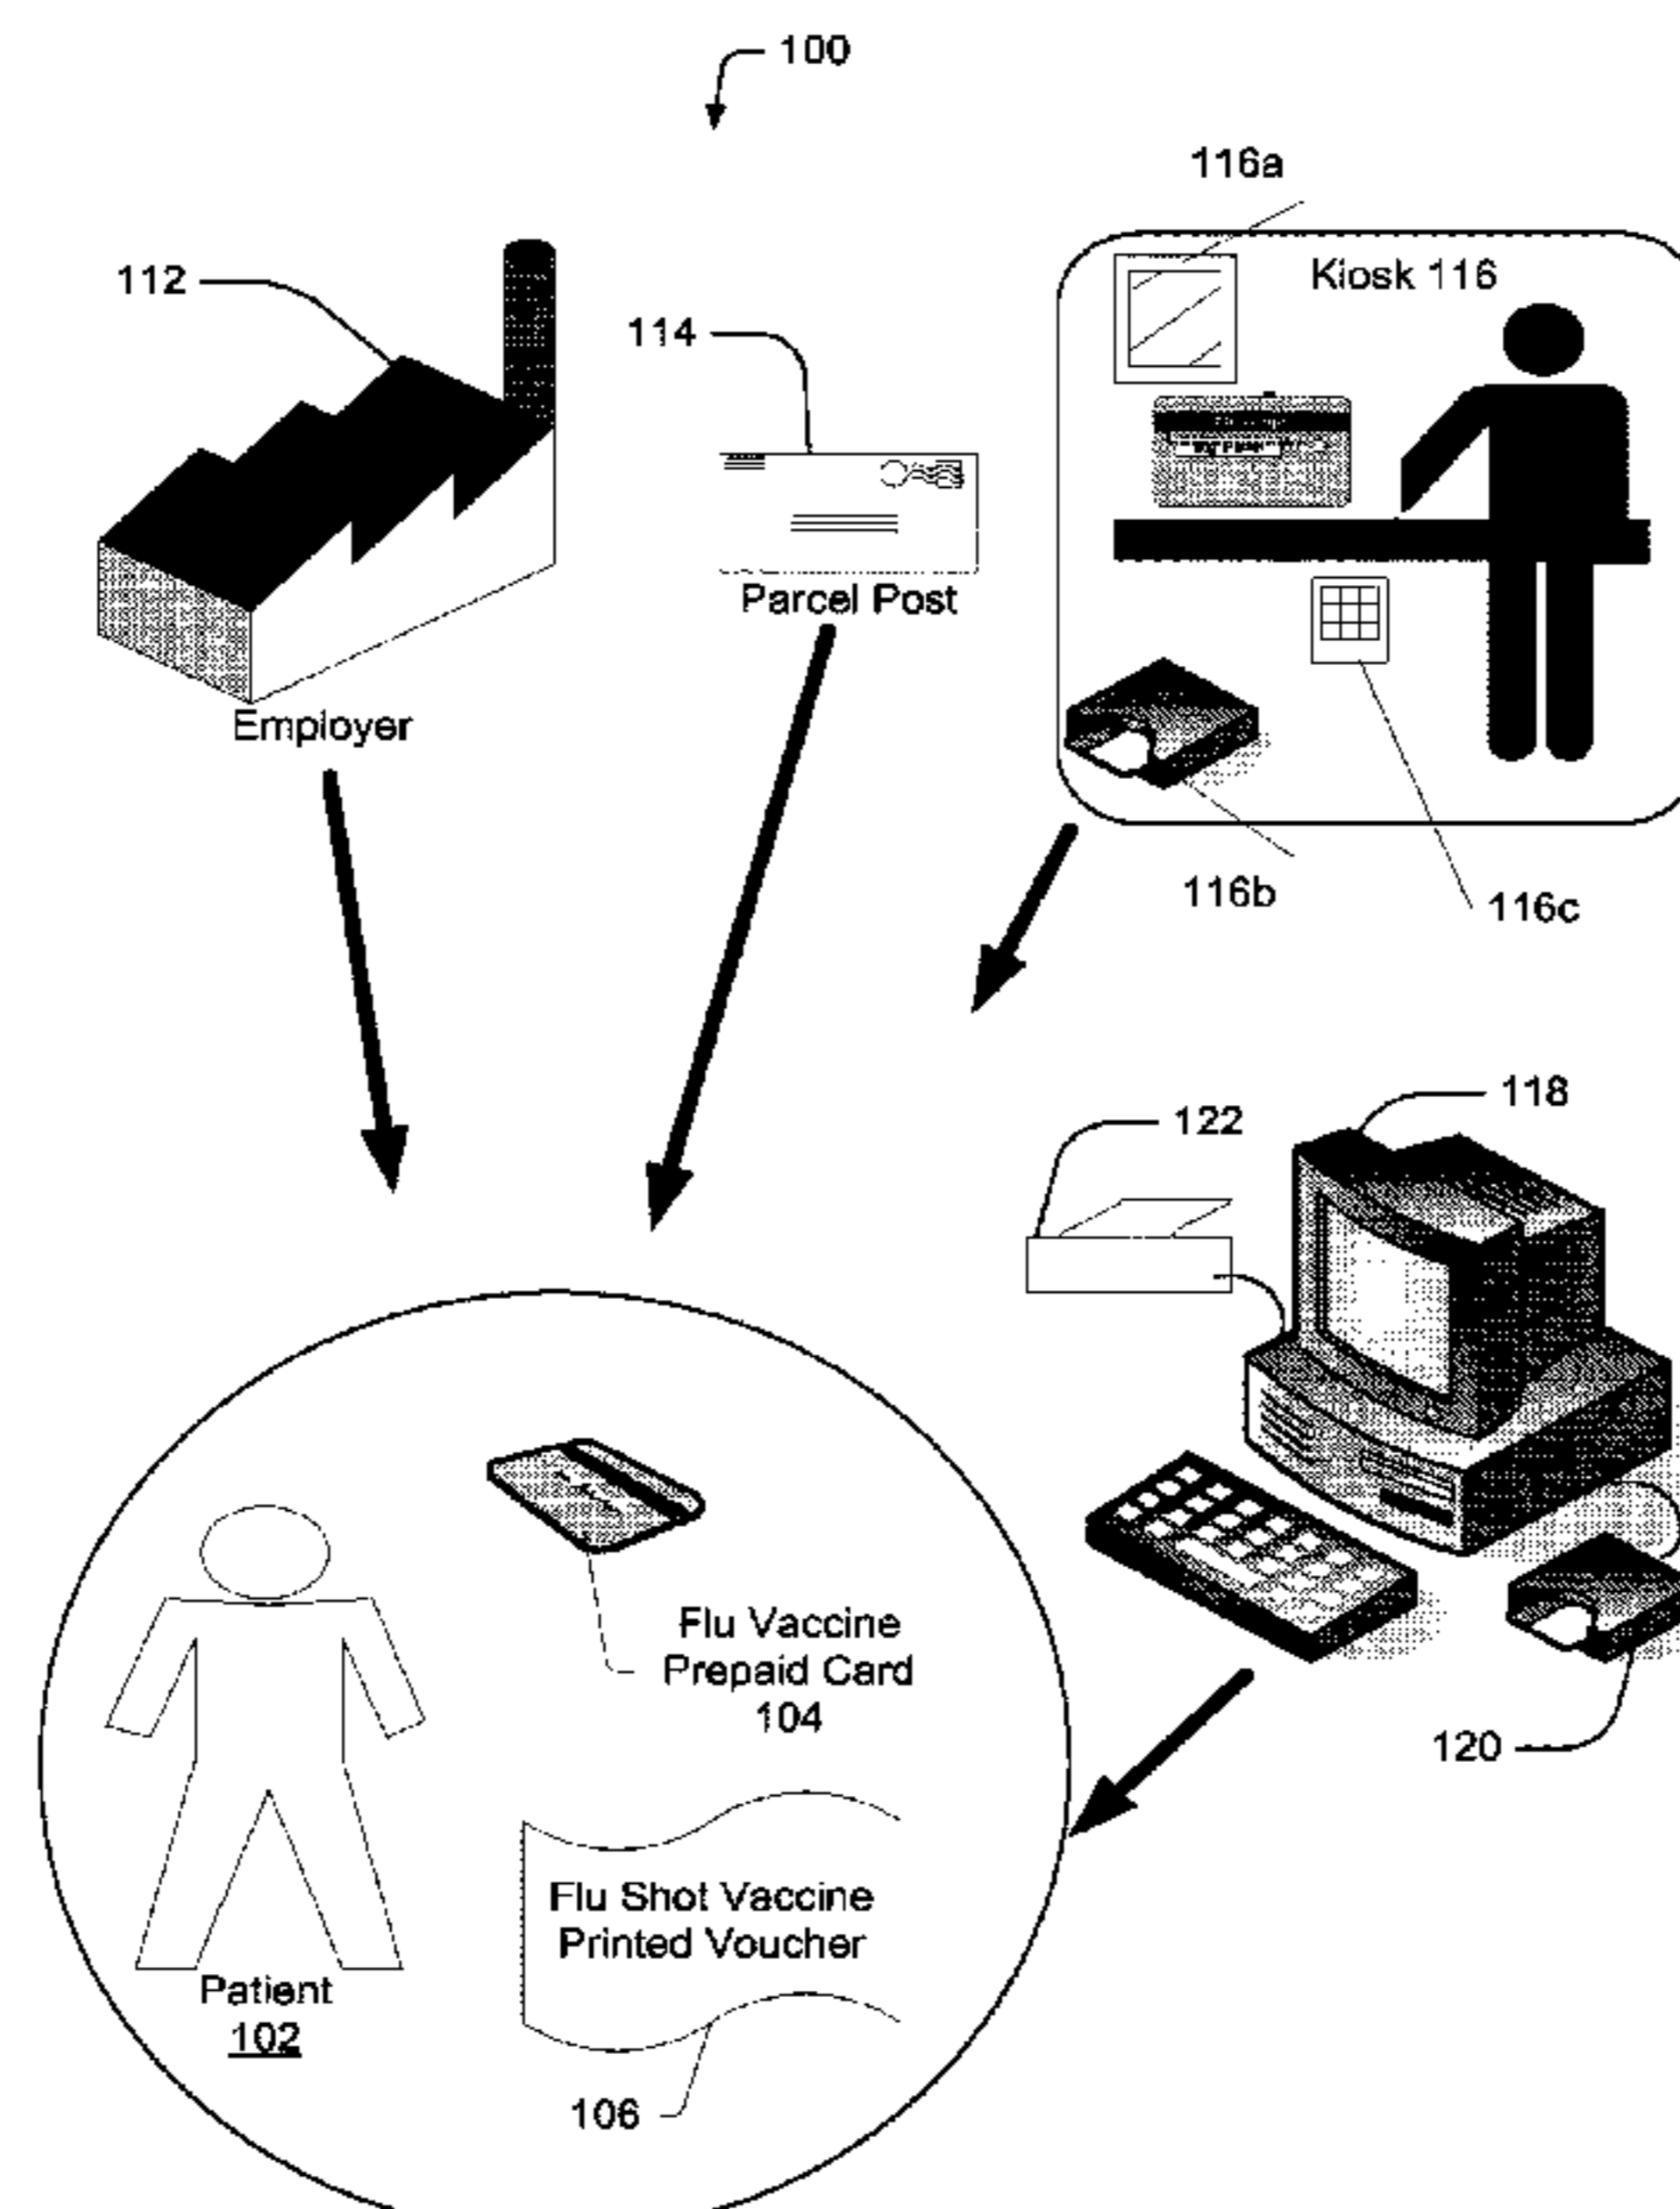 100
116a
Kiosk 116
112
114
Parcel Post
Employer
116b
116c
118
122
Flu Vaccine
Prepaid Card
104
120
Flu Shot Vaccine
Printed Voucher
Patient
102
106